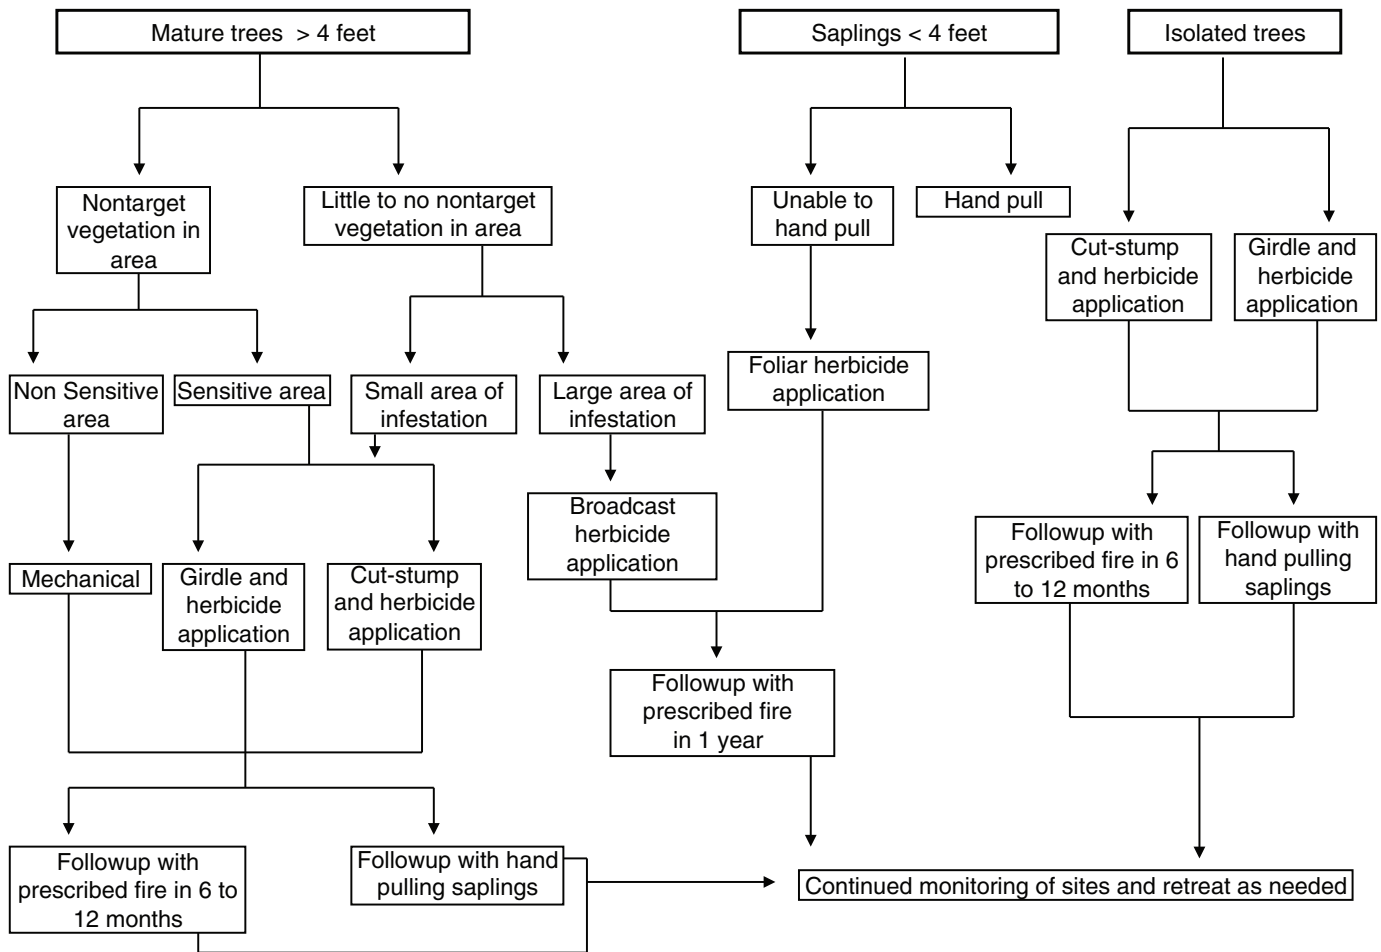 Mature trees > 4 feet
Saplings < 4 feet
Isolated trees
Nontarget
vegetation in
area
Little to no nontarget
vegetation in area
Unable to
hand pull
Hand pull
Cut-stump
and herbicide
application
Girdle and
herbicide
application
Non Sensitive
area
Sensitive area
Small area of
infestation
Large area of
infestation
Foliar herbicide
application
Broadcast
herbicide
application
Followup with
prescribed fire in 6
to 12 months
Followup with
hand pulling
saplings
Mechanical
Girdle and
herbicide
application
Cut-stump
and herbicide
application
Followup with
prescribed fire
in 1 year
Followup with
prescribed fire in 6 to
12 months
Followup with hand
pulling saplings
Continued monitoring of sites and retreat as needed